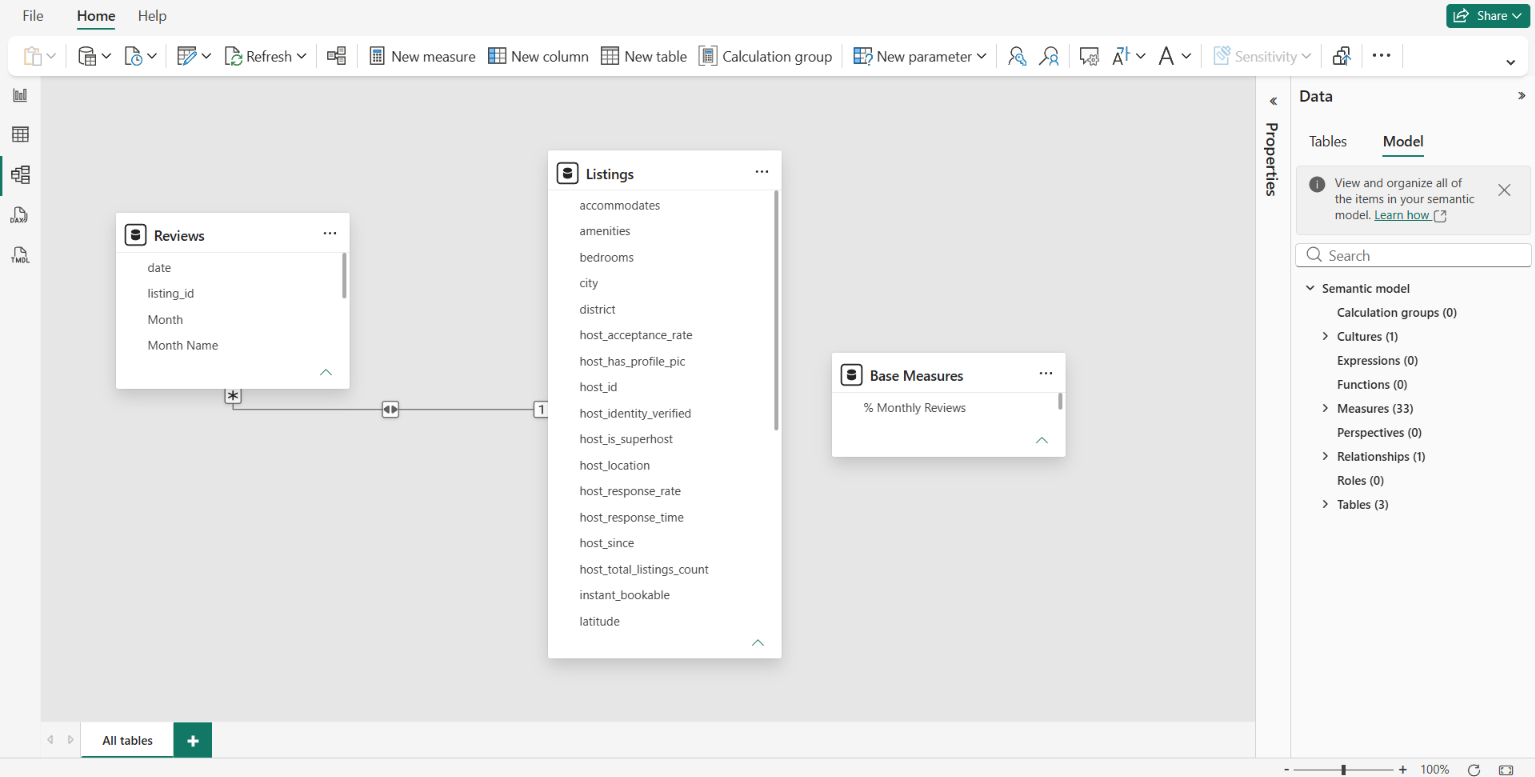 File Home Help Share
Refresh New measure New column New table Calculation group New parameter A Sensitivity
DAX
TMDL
Reviews
date
listing_id
Month
Month Name
*
1
Listings
accommodates
amenities
bedrooms
city
district
host_acceptance_rate
host_has_profile_pic
host_id
host_identity_verified
host_is_superhost
host_location
host_response_rate
host_response_time
host_since
host_total_listings_count
instant_bookable
latitude
Base Measures
% Monthly Reviews
Properties
Data
Tables Model
View and organize all of
the items in your semantic
model. Learn how
Search
Semantic model
Calculation groups (0)
Cultures (1)
Expressions (0)
Functions (0)
Measures (33)
Perspectives (0)
Relationships (1)
Roles (0)
Tables (3)
All tables +
- + 100%